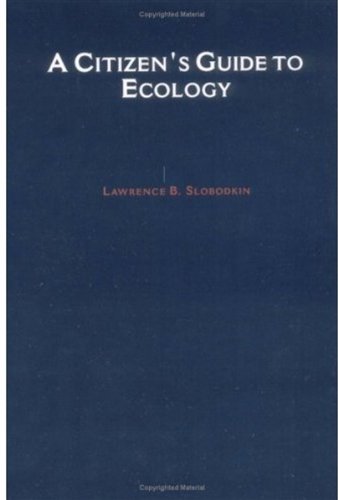 Copyrighted Material
A CITIZEN'S GUIDE TO
ECOLOGY
LAWRENCE B. SLOBODKIN
Copyrighted Material